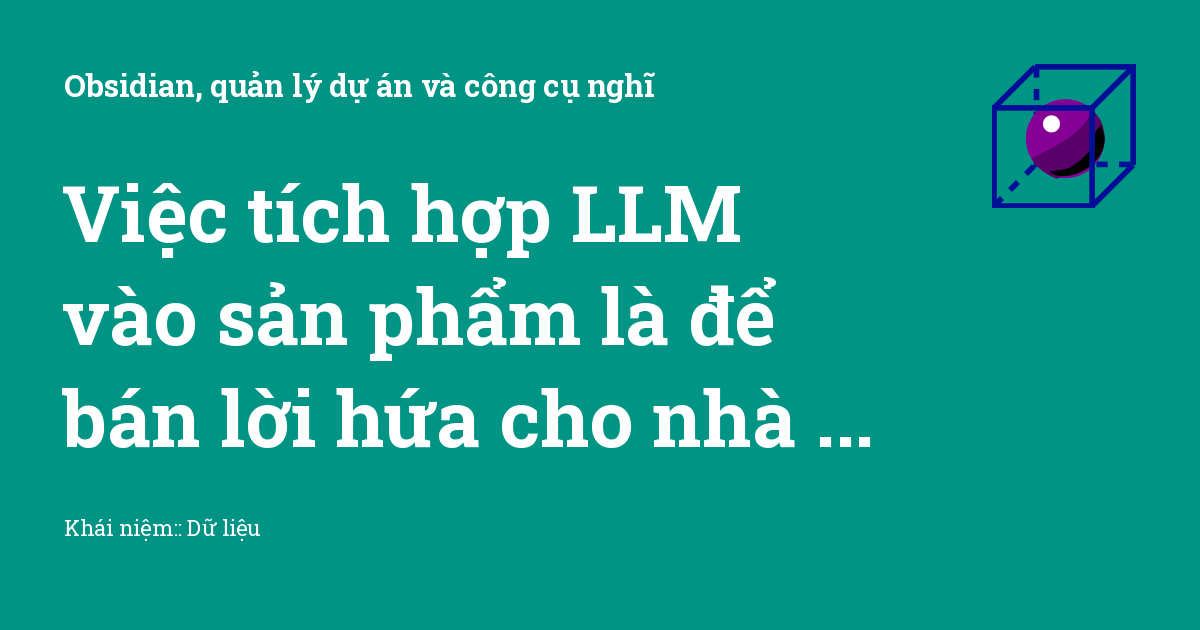 Obsidian, quản lý dự án và công cụ nghĩ
Việc tích hợp LLM
vào sản phẩm là để
bán lời hứa cho nhà ...
Khái niệm:: Dữ liệu